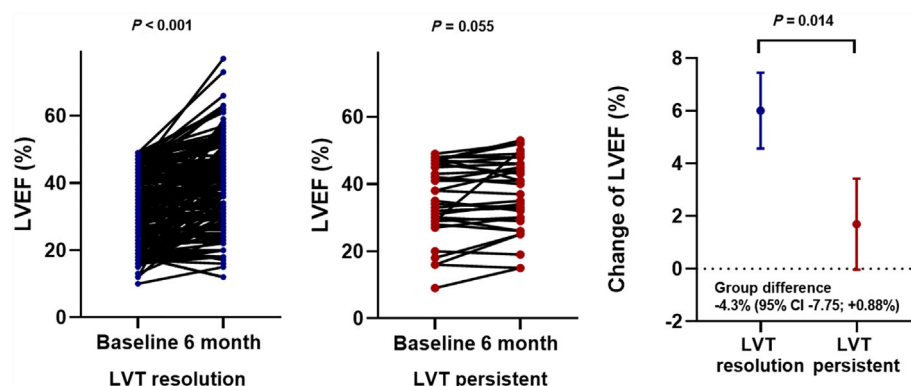 P < 0.001
LVEF (%)
60
40
20
0
Baseline 6 month
LVT resolution
P = 0.055
LVEF (%)
60
40
20
0
Baseline 6 month
LVT persistent
P = 0.014
Change of LVEF (%)
8
6
4
2
0
-2
Group difference
-4.3% (95% CI -7.75; +0.88%)
LVT
resolution
LVT
persistent